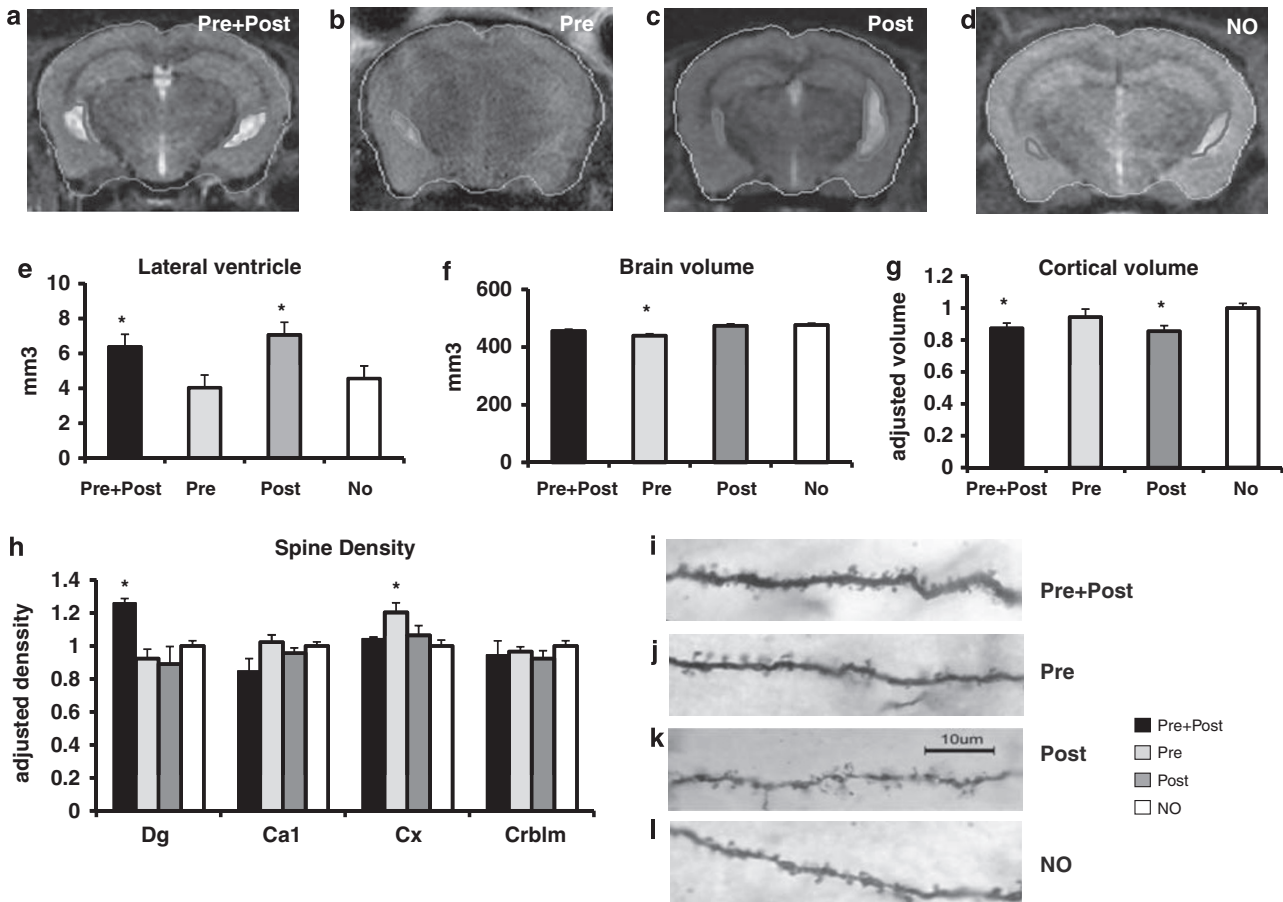 a Pre+Post
b Pre
c Post
d NO
e Lateral ventricle
10
8
6
4
2
0
mm3
*
*
Pre+Post Pre Post No
f Brain volume
600
400
200
0
mm3
*
Pre+Post Pre Post No
g Cortical volume
1.2
1
0.8
0.6
0.4
0.2
0
adjusted volume
*
*
Pre+Post Pre Post No
h Spine Density
1.4
1.2
1
0.8
0.6
0.4
0.2
0
adjusted denssity
*
*
Dg Ca1 Cx Crblm
i Pre+Post
j Pre
k 10um Post
l NO
Pre+Post
Pre
Post
NO